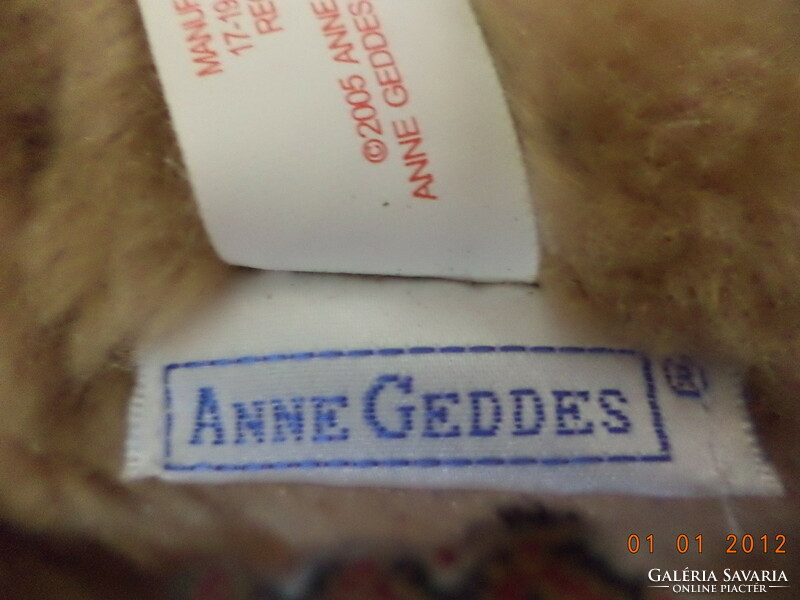 MANUF
17-19
RE
©2005 ANNE
ANNE GEDDES
ANNE GEDDES
01 01 2012
GALÉRIA SAVARIA
ONLINE PIACTÉR